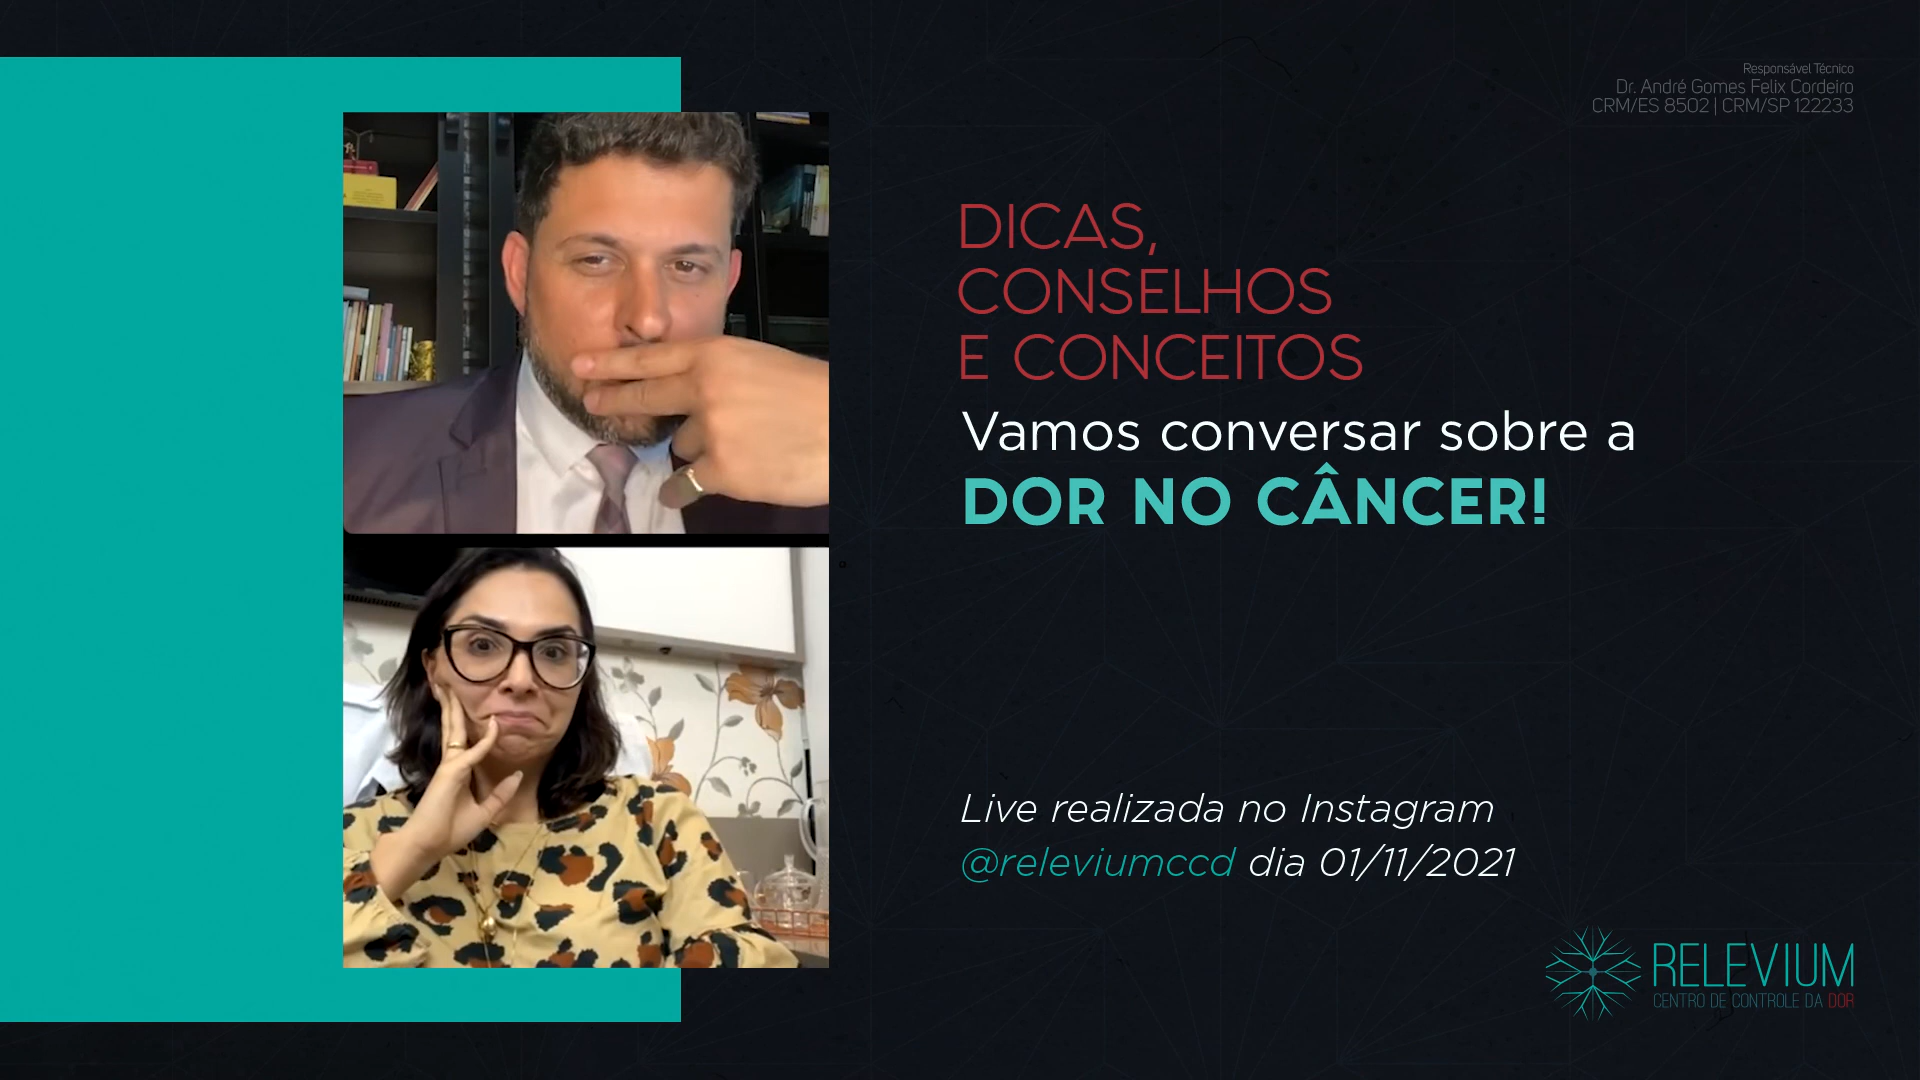 Responsável Técnico
Dr. André Gomes Felix Cordeiro
CRM/ES 8502 | CRM/SP 122233
DICAS,
CONSELHOS
E CONCEITOS
Vamos conversar sobre a
DOR NO CÂNCER!
Live realizada no Instagram
@releviumccd dia 01/11/2021
RELEVIUM
CENTRO DE CONTROLE DA DOR